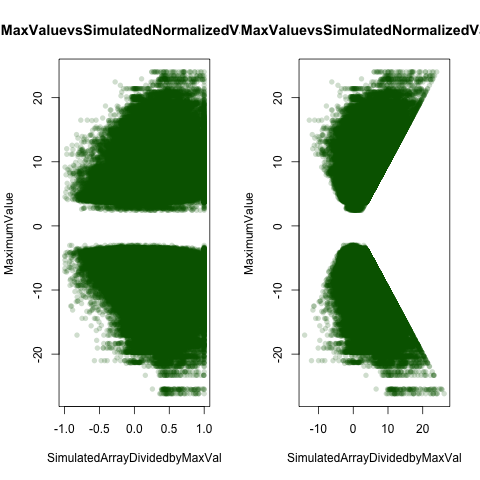 MaxValuevsSimulatedNormalizedV
MaxValuevsSimulatedNormalizedV
MaximumValue
20
10
0
-10
-20
-1.0 -0.5 0.0 0.5 1.0
SimulatedArrayDividedbyMaxVal
MaximumValue
20
10
0
-10
-20
-10 0 10 20
SimulatedArrayDividedbyMaxVal